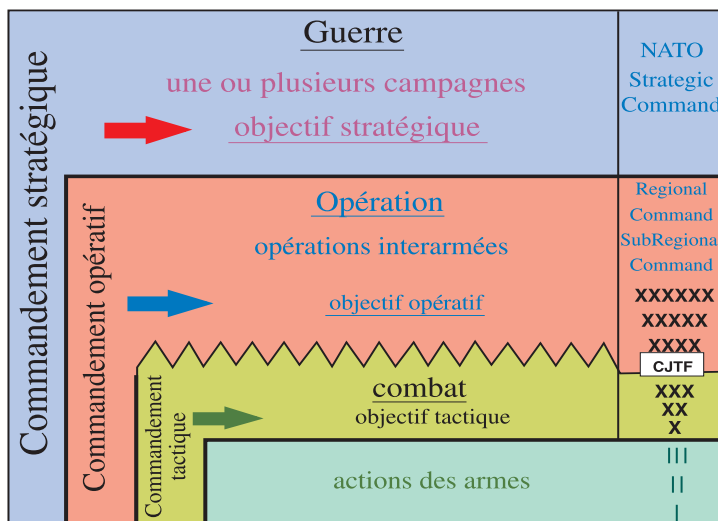 Commandement stratégique
Guerre
une ou plusieurs campagnes
objectif stratégique
NATO
Strategic
Command
Commandement opératif
Opération
opérations interarmées
objectif opératif
Regional
Command
SubRegional
Command
XXXXXX
XXXXX
XXXX
CJTF
Commandement
tactique
combat
objectif tactique
XXX
XX
X
actions des armes
III
II
I